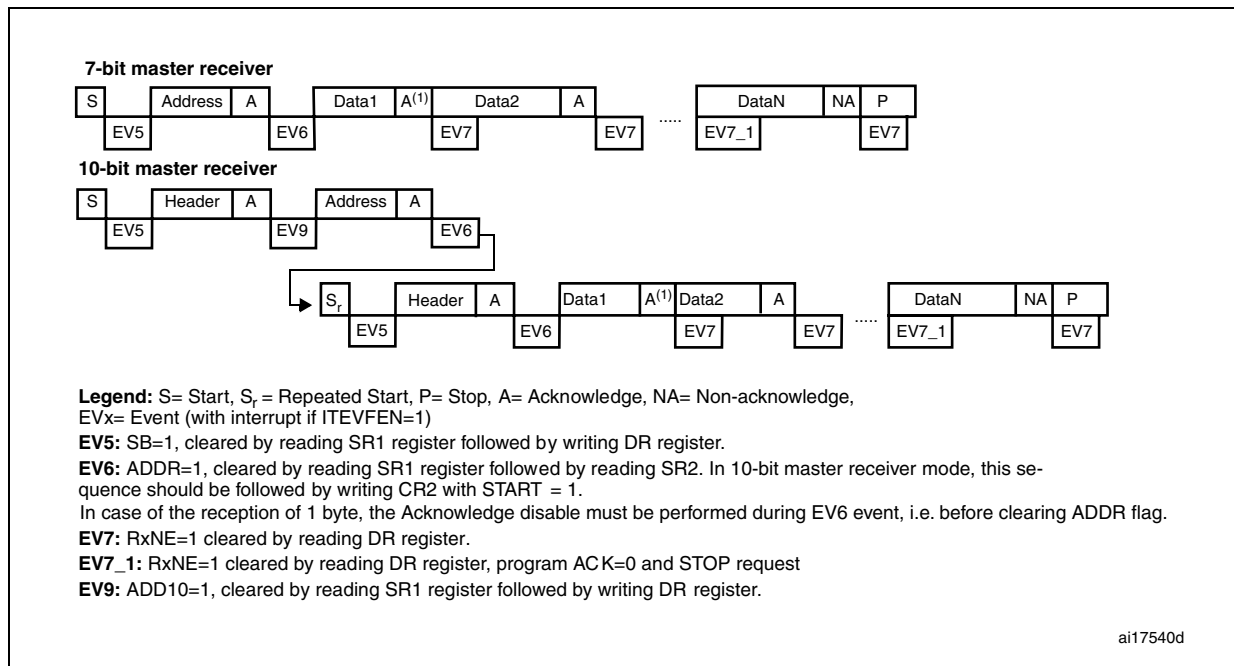 7-bit master receiver
S Address A Data1 A(1) Data2 A ..... DataN NA P
EV5 EV6 EV7 EV7 EV7_1 EV7
10-bit master receiver
S Header A Address A
EV5 EV9 EV6
Sr Header A Data1 A(1) Data2 A ..... DataN NA P
EV5 EV6 EV7 EV7 EV7_1 EV7
Legend: S= Start, Sr = Repeated Start, P= Stop, A= Acknowledge, NA= Non-acknowledge,
EVx= Event (with interrupt if ITEVFEN=1)
EV5: SB=1, cleared by reading SR1 register followed by writing DR register.
EV6: ADDR=1, cleared by reading SR1 register followed by reading SR2. In 10-bit master receiver mode, this se-
quence should be followed by writing CR2 with START = 1.
In case of the reception of 1 byte, the Acknowledge disable must be performed during EV6 event, i.e. before clearing ADDR flag.
EV7: RxNE=1 cleared by reading DR register.
EV7_1: RxNE=1 cleared by reading DR register, program ACK=0 and STOP request
EV9: ADD10=1, cleared by reading SR1 register followed by writing DR register.
ai17540d